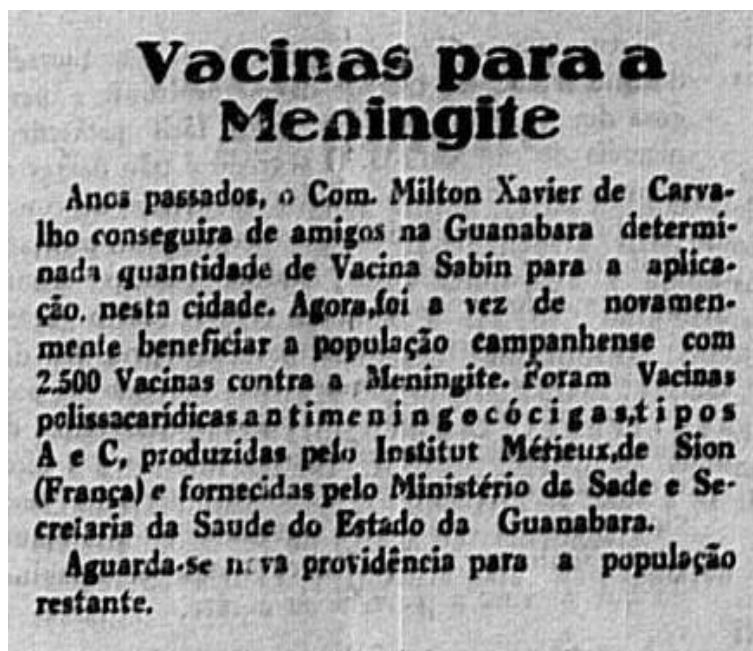 Vacinas para a
Meningite
Anos passados, o Com. Milton Xavier de Carva-
lho conseguira de amigos na Guanabara determi-
nada quantidade de Vacina Sabin para a aplica-
ção, nesta cidade. Agora,foi a vez de novamen-
mente beneficiar a população campanhense com
2.500 Vacinas contra a Meningite. Foram Vacinas
polissacarídicas antimeningocócigas,tipos
A e C, produzidas pelo Institut Métieux,de Sion
(França) e fornecidas pelo Ministério da Sade e Se-
cretaria da Saude do Estado da Guanabara.
Aguarda-se nova providência para a população
restante.